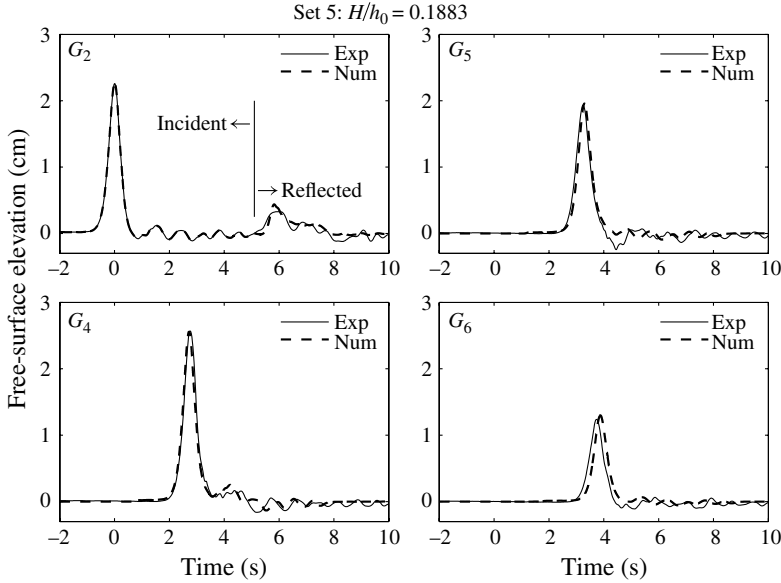 Set 5: H/h0 = 0.1883
Free-surface elevation (cm)
G2
Exp
Num
Incident ←
→ Reflected
3
2
1
0
−2 0 2 4 6 8 10
G5
Exp
Num
3
2
1
0
−2 0 2 4 6 8 10
G4
Exp
Num
3
2
1
0
−2 0 2 4 6 8 10
Time (s)
G6
Exp
Num
3
2
1
0
−2 0 2 4 6 8 10
Time (s)